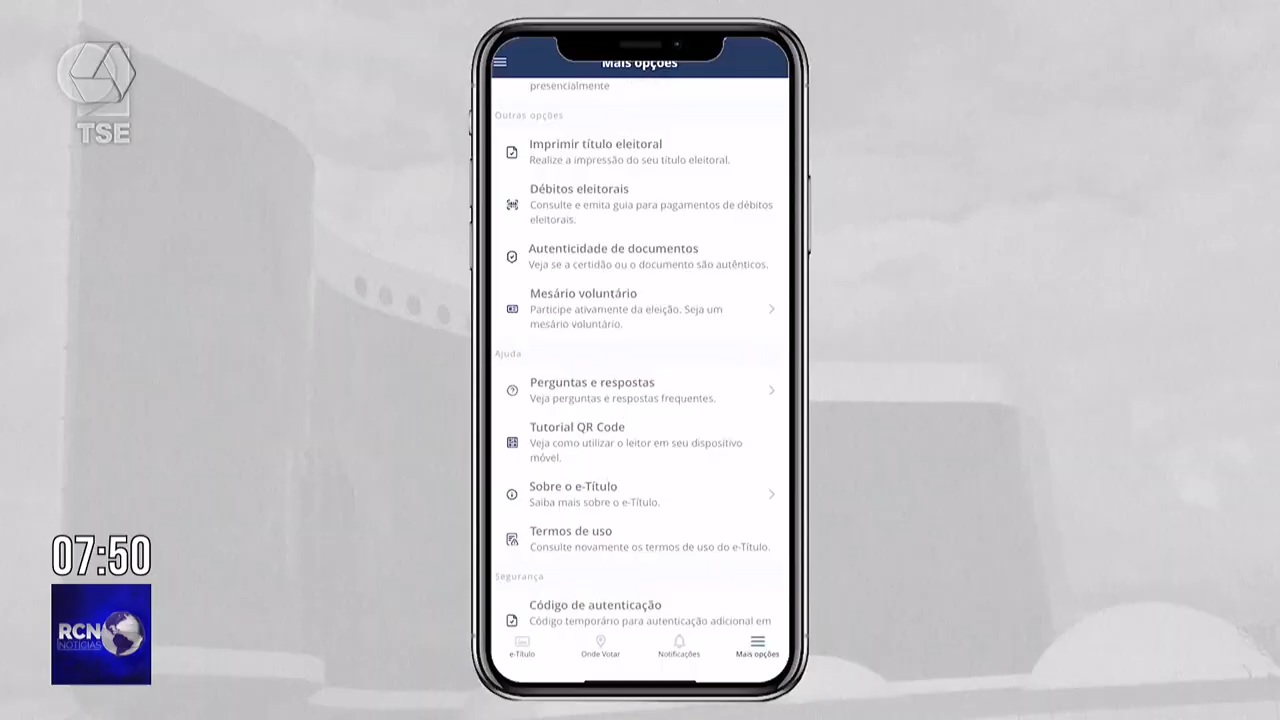 TSE
Mais opções
presencialmente
Outras opções
Imprimir título eleitoral
Realize a impressão do seu título eleitoral.
Débitos eleitorais
Consulte e emita guia para pagamentos de débitos
eleitorais.
Autenticidade de documentos
Veja se a certidão ou o documento são autênticos.
Mesário voluntário
Participe ativamente da eleição. Seja um
mesário voluntário.
Ajuda
Perguntas e respostas
Veja perguntas e respostas frequentes.
Tutorial QR Code
Veja como utilizar o leitor em seu dispositivo
móvel.
Sobre o e-Título
Saiba mais sobre o e-Título.
Termos de uso
Consulte novamente os termos de uso do e-Título.
Segurança
Código de autenticação
Código temporário para autenticação adicional em
e-Título
Onde Votar
Notificações
Mais opções
07:50
RCN
NOTÍCIAS